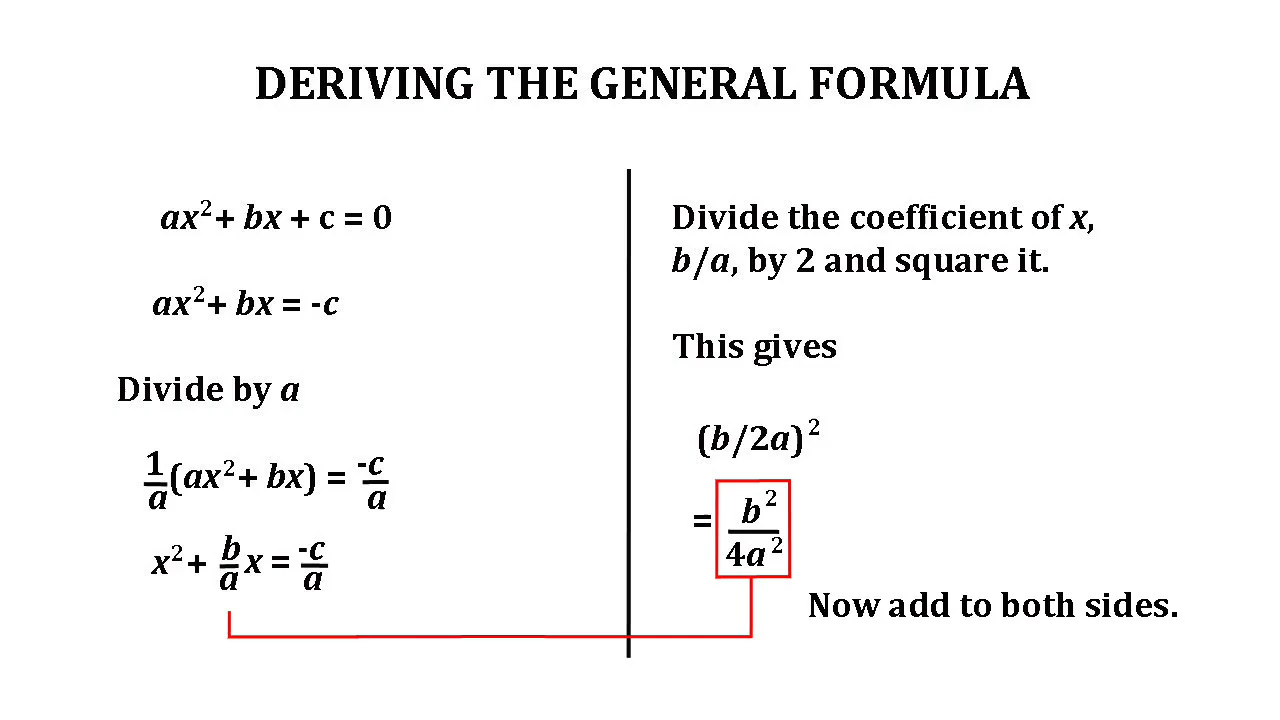 DERIVING THE GENERAL FORMULA
ax²+ bx + c = 0
ax²+ bx = -c
Divide by a
1/a(ax²+ bx) = -c/a
x²+ b/a x = -c/a
Divide the coefficient of x,
b/a, by 2 and square it.
This gives
(b/2a)²
= b²/4a²
Now add to both sides.